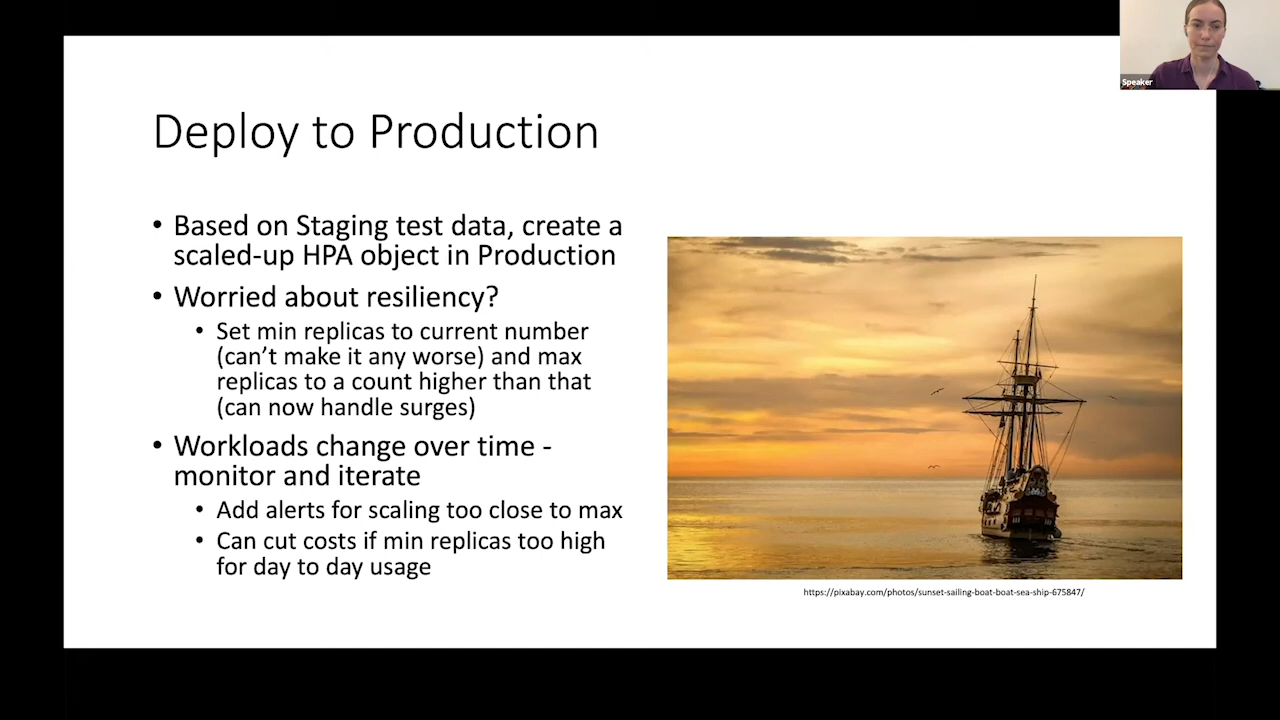 Speaker
Deploy to Production
• Based on Staging test data, create a
scaled-up HPA object in Production
• Worried about resiliency?
• Set min replicas to current number
(can’t make it any worse) and max
replicas to a count higher than that
(can now handle surges)
• Workloads change over time -
monitor and iterate
• Add alerts for scaling too close to max
• Can cut costs if min replicas too high
for day to day usage
https://pixabay.com/photos/sunset-sailing-boat-boat-sea-ship-675847/